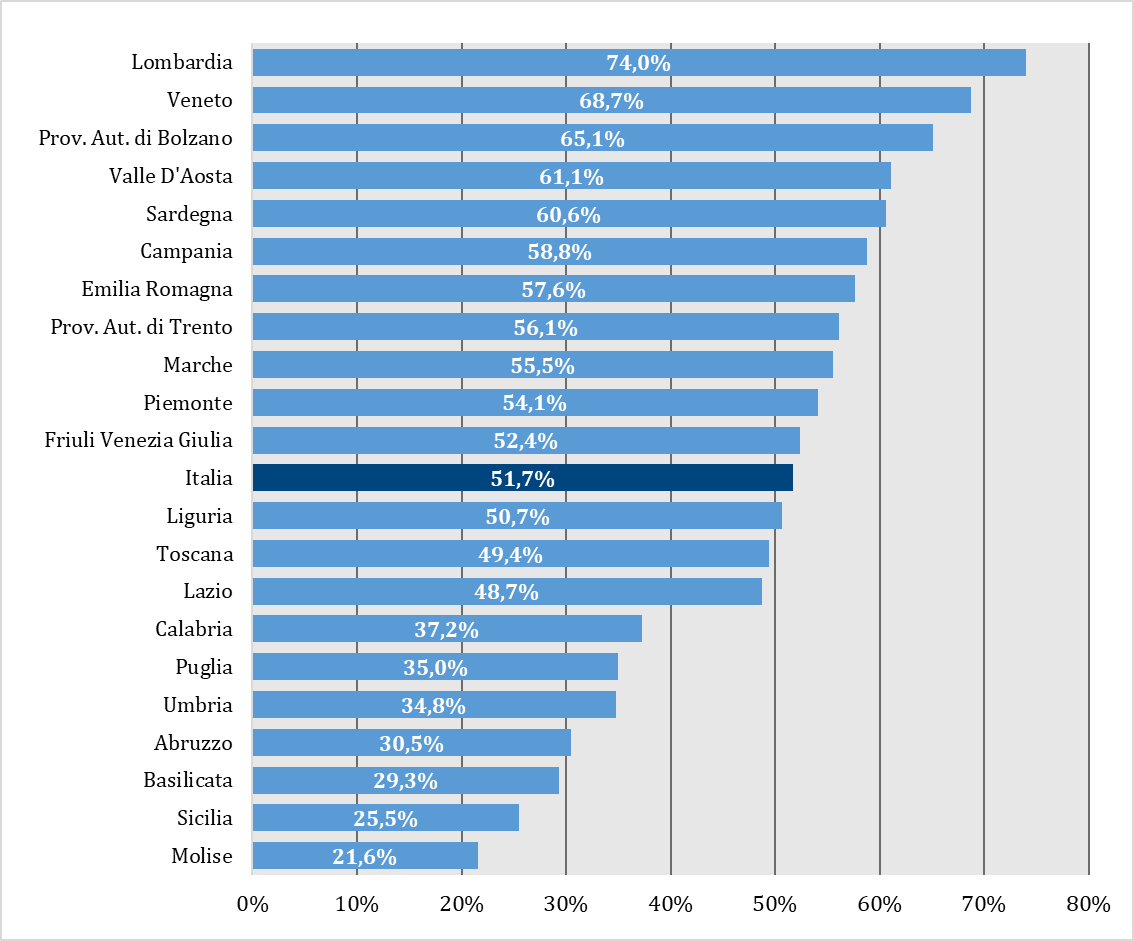 Lombardia 74,0%
Veneto 68,7%
Prov. Aut. di Bolzano 65,1%
Valle D'Aosta 61,1%
Sardegna 60,6%
Campania 58,8%
Emilia Romagna 57,6%
Prov. Aut. di Trento 56,1%
Marche 55,5%
Piemonte 54,1%
Friuli Venezia Giulia 52,4%
Italia 51,7%
Liguria 50,7%
Toscana 49,4%
Lazio 48,7%
Calabria 37,2%
Puglia 35,0%
Umbria 34,8%
Abruzzo 30,5%
Basilicata 29,3%
Sicilia 25,5%
Molise 21,6%
0% 10% 20% 30% 40% 50% 60% 70% 80%